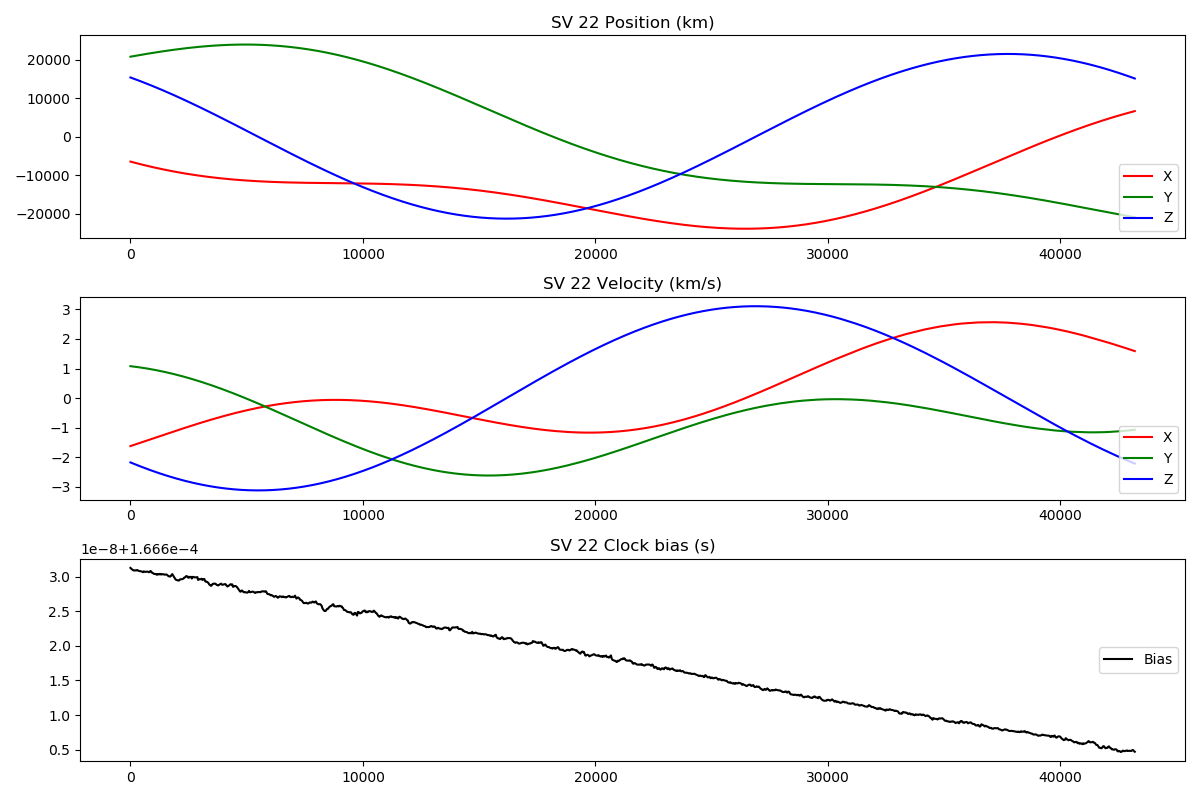 SV 22 Position (km)
20000
10000
0
−10000
−20000
0 10000 20000 30000 40000
X
Y
Z
SV 22 Velocity (km/s)
3
2
1
0
−1
−2
−3
0 10000 20000 30000 40000
X
Y
Z
SV 22 Clock bias (s)
1e−8+1.666e−4
3.0
2.5
2.0
1.5
1.0
0.5
0 10000 20000 30000 40000
Bias